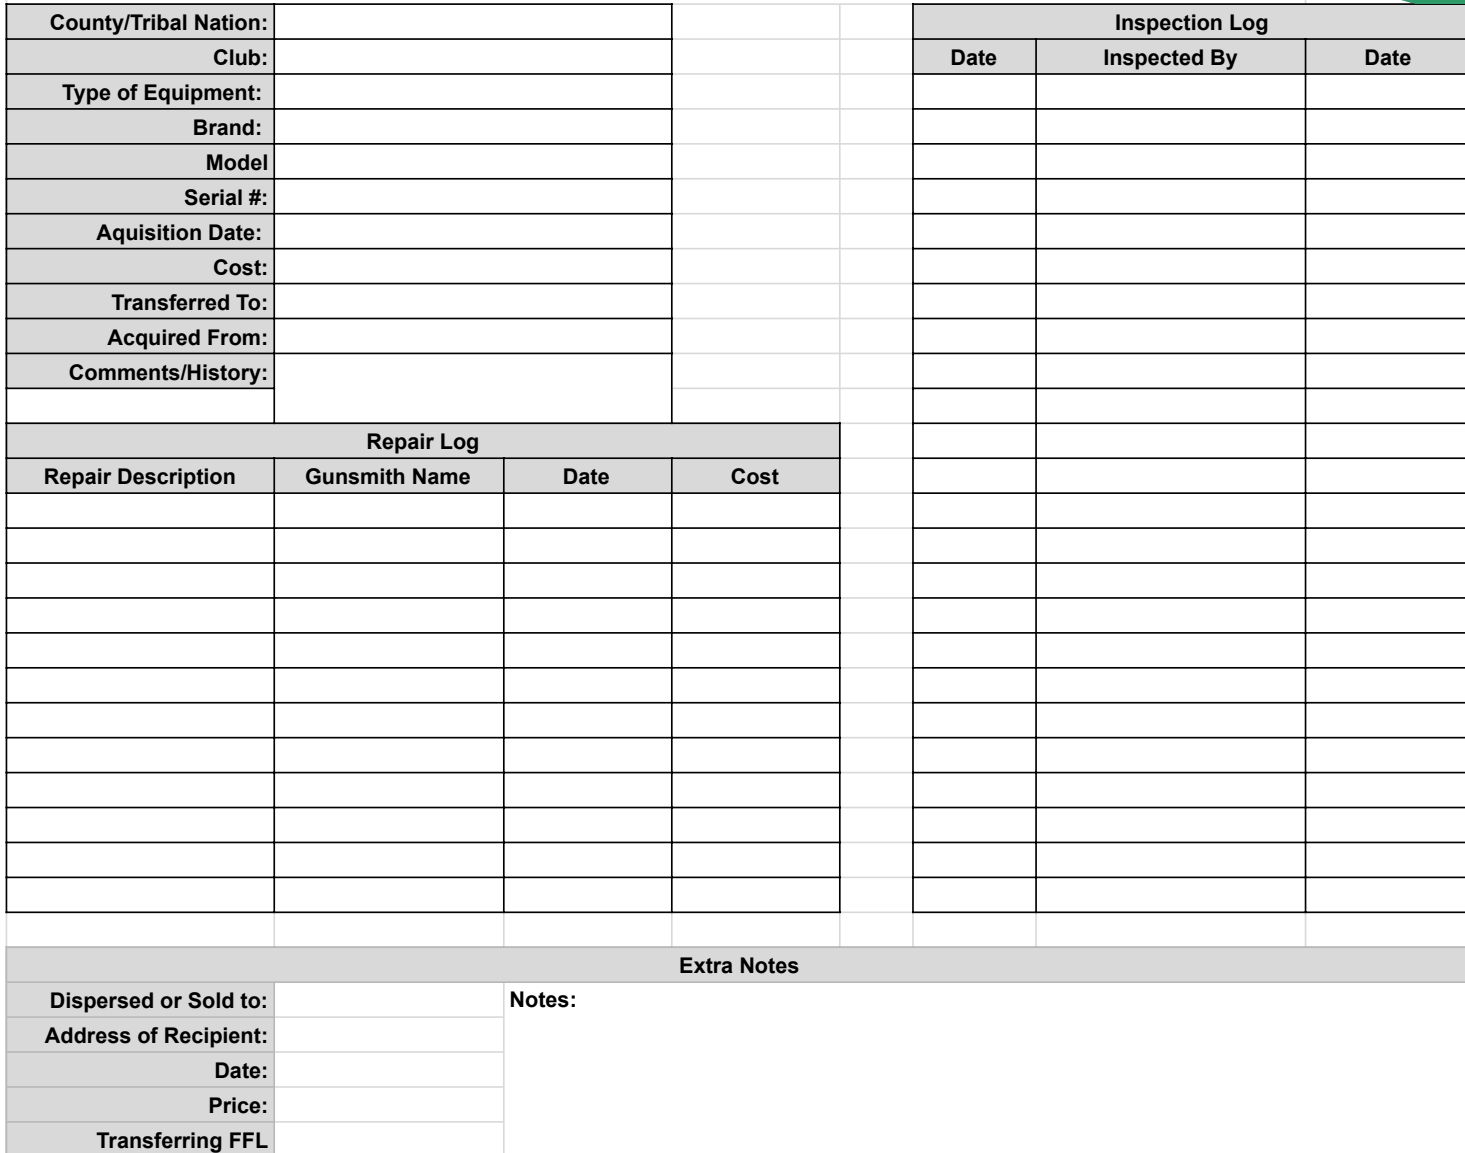 County/Tribal Nation:
Club:
Type of Equipment:
Brand:
Model
Serial #:
Aquisition Date:
Cost:
Transferred To:
Acquired From:
Comments/History:
Inspection Log
Date Inspected By Date
Repair Log
Repair Description Gunsmith Name Date Cost
Extra Notes
Dispersed or Sold to:
Address of Recipient:
Date:
Price:
Transferring FFL
Notes: